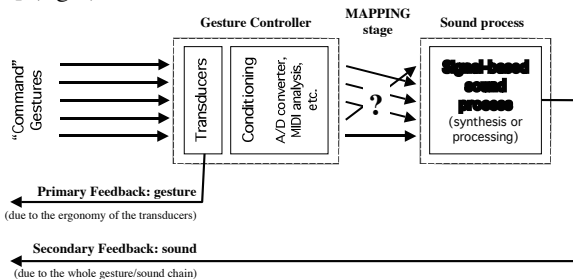 Gesture Controller
MAPPING
stage
Sound process
“Command”
Gestures
Transducers
Conditioning
A/D converter,
MIDI analysis,
etc.
?
Signal-based
sound
process
(synthesis or
processing)
Primary Feedback: gesture
(due to the ergonomy of the transducers)
Secondary Feedback: sound
(due to the whole gesture/sound chain)